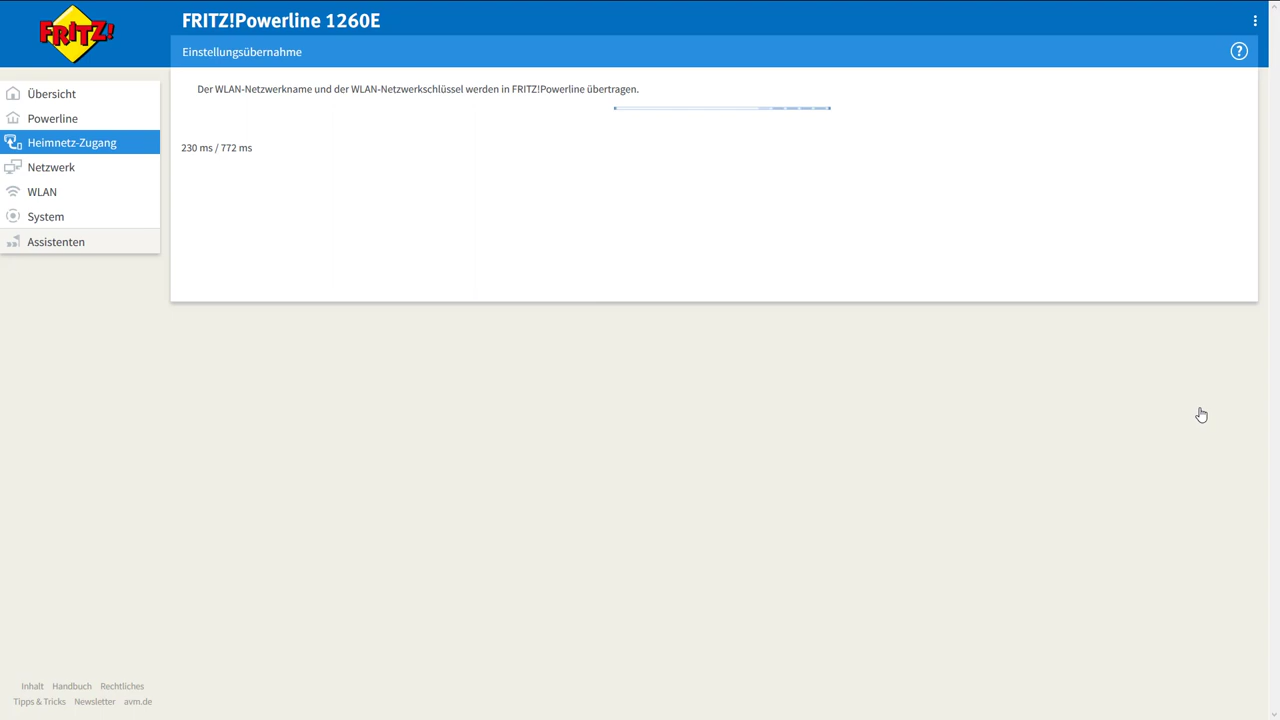 FRITZ!
FRITZ!Powerline 1260E
Einstellungsübernahme
Übersicht
Powerline
Heimnetz-Zugang
Netzwerk
WLAN
System
Assistenten
Der WLAN-Netzwerkname und der WLAN-Netzwerkschlüssel werden in FRITZ!Powerline übertragen.
230 ms / 772 ms
Inhalt Handbuch Rechtliches
Tipps & Tricks Newsletter avm.de